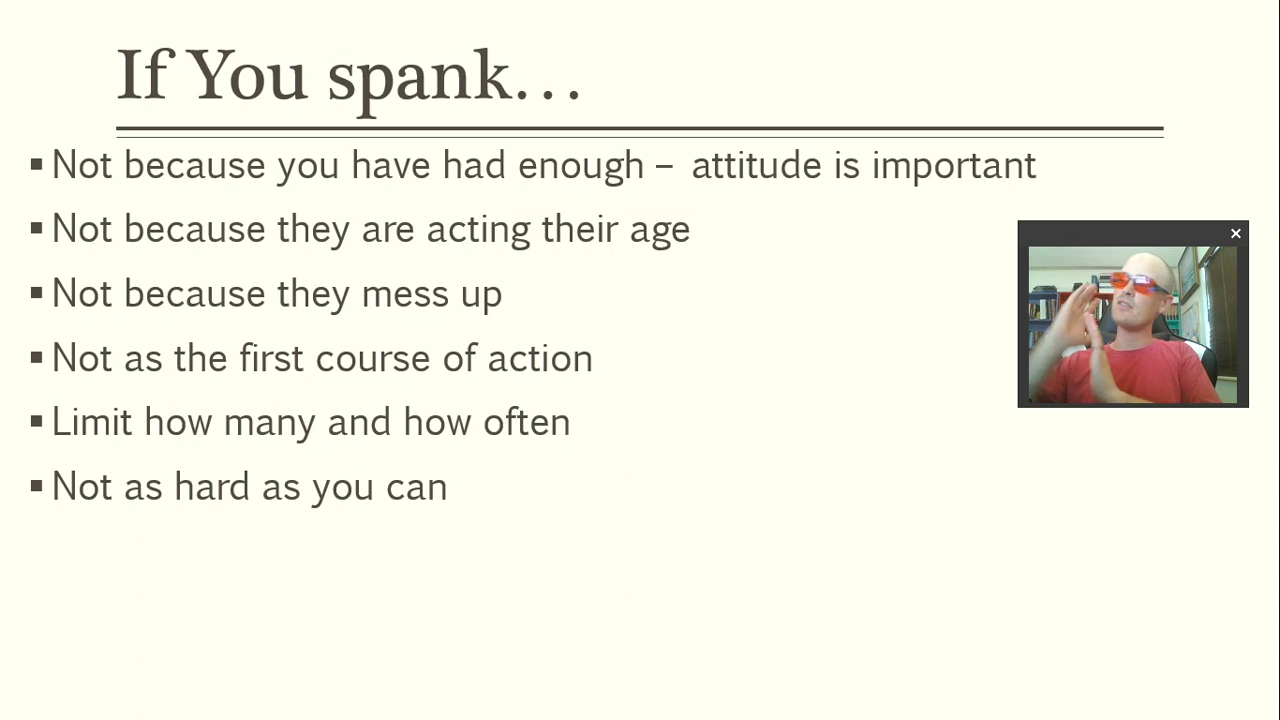 If You spank…
▪ Not because you have had enough – attitude is important
▪ Not because they are acting their age
▪ Not because they mess up
▪ Not as the first course of action
▪ Limit how many and how often
▪ Not as hard as you can